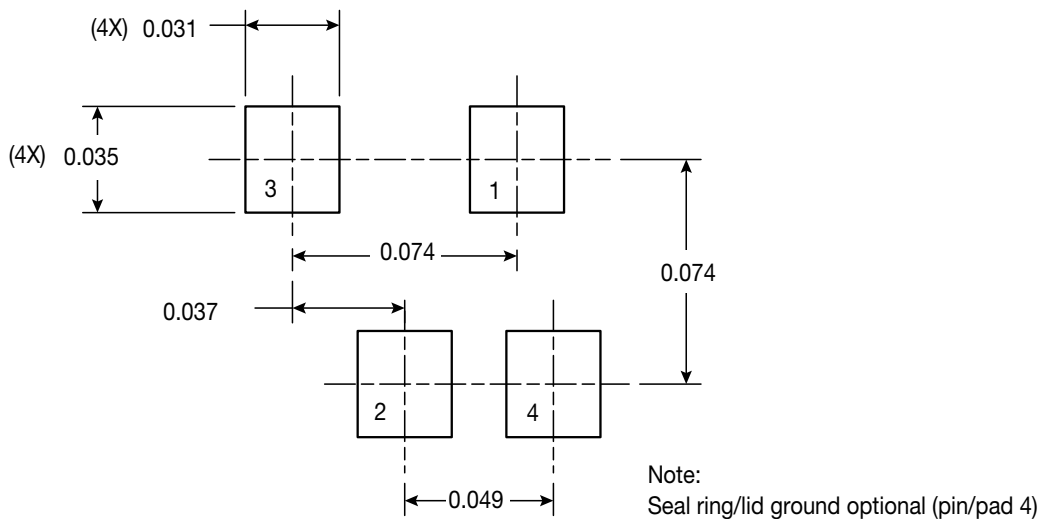 (4X) 0.031
(4X) 0.035
3
1
0.074
0.074
0.037
2
4
0.049
Note:
Seal ring/lid ground optional (pin/pad 4)